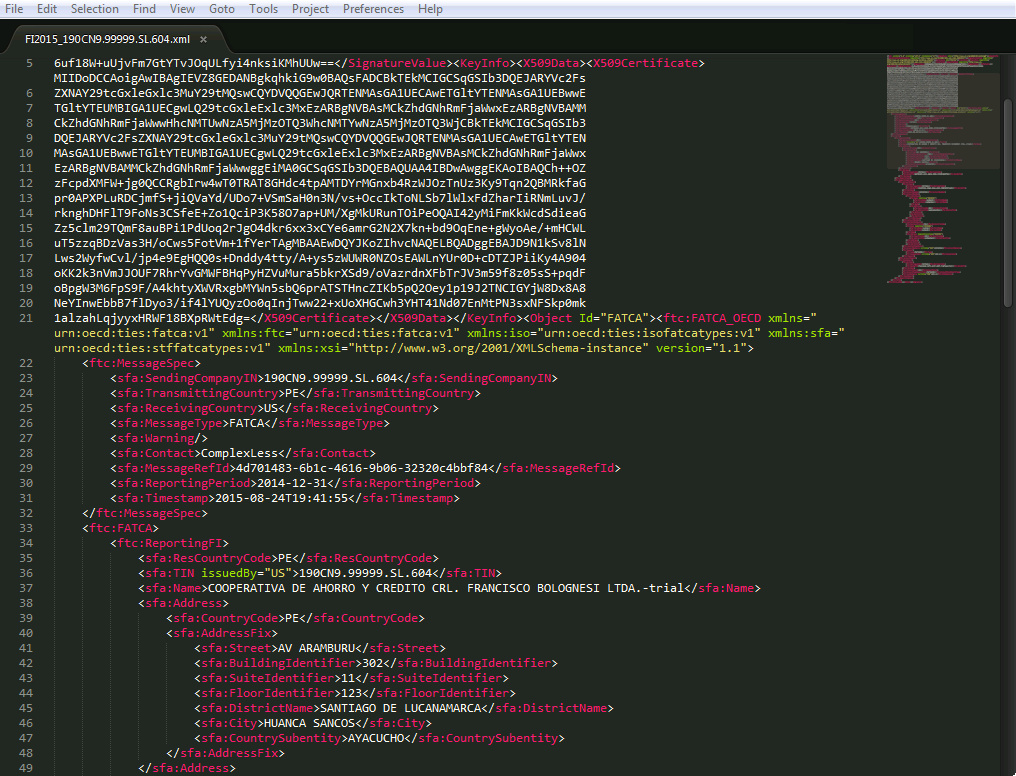 File Edit Selection Find View Goto Tools Project Preferences Help
FI2015_190CN9.99999.SL.604.xml ×
5 6uf18W+uUjvFm7GtYTvJOqULfyi4nksiKMhUUw==</SignatureValue><KeyInfo><X509Data><X509Certificate>
MIIDoDCCAoigAwIBAgIEVZ8GEDANBgkqhkiG9w0BAQsFADCBkTEkMCIGCSqGSIb3DQEJARYVc2Fs
6 ZXNAY29tcGxleGxlc3MuY29tMQswCQYDVQQGEwJQRTENMAsGA1UECAwETGltYTENMAsGA1UEBwwE
7 TGltYTEUMBIGA1UECgwLQ29tcGxleExlc3MxEzARBgNVBAsMCkZhdGNhRmFjaWwxEzARBgNVBAMM
8 CkZhdGNhRmFjaWwwHhcNMTUwNzA5MjMzOTQ3WhcNMTYwNzA5MjMzOTQ3WjCBkTEkMCIGCSqGSIb3
9 DQEJARYVc2FsZXNAY29tcGxleGxlc3MuY29tMQswCQYDVQQGEwJQRTENMAsGA1UECAwETGltYTEN
10 MAsGA1UEBwwETGltYTEUMBIGA1UECgwLQ29tcGxleExlc3MxEzARBgNVBAsMCkZhdGNhRmFjaWwx
11 EzARBgNVBAMMCkZhdGNhRmFjaWwwggEiMA0GCSqGSIb3DQEBAQUAA4IBDwAwggEKAoIBAQCh++OZ
12 zFcpdXMFW+jg0QCCRgbIrw4wT0TRAT8GHdc4tpAMTDYrMGnxb4RzWJOzTnUz3Ky9Tqn2QBMRkfaG
13 pr0APXPLuRDCjmfS+jiQVaYd/UDo7+VSmSaH0n3N/vs+OccIkToNLSb7lWlxFdZharIiRNmLuvJ/
14 rknghDHFlT9FoNs3CSfeE+Zo1QciP3K58O7ap+UM/XgMkURunTOiPeOQAI42yMiFmKkWcdSdieaG
15 Zz5clm29TQmF8auBPi1PdUoq2rJgO4dkr6xx3xCYe6amrG2N2X7kn+bd9OqEne+gWyoAe/+mHCWL
16 uT5zzqBDzVas3H/oCws5FotVm+1fYerTAgMBAAEwDQYJKoZIhvcNAQELBQADggEBAJD9N1kSv8lN
17 Lws2WyfwCvl/jp4e9EgHQQ0s+Dnddy4tty/A+ys5zWUWR0NZOsEAWLnYUr0D+cDTZJPiiKy4A904
18 oKK2k3nVmJJOUF7RhrYvGMWFBHqPyHZVuMura5bkrXSd9/oVazrdnXFbTrJV3m59f8z05sS+pqdF
19 oBpgW3M6FpS9F/A4khtyXWVRxgbMYWn5sbQ6prATSTHncZIKb5pQ2Oey1p19J2TNCIGYjW8Dx8A8
20 NeYInwEbbB7flDyo3/if4lYUQyzOo0qInjTww22+xUoXHGCwh3YHT41Nd07EnMtPN3sxNFSkp0mk
21 1alzahLqjyyxHRWF18BXpRWtEdg=</X509Certificate></X509Data></KeyInfo><Object Id="FATCA"><ftc:FATCA_OECD xmlns="
urn:oecd:ties:fatca:v1" xmlns:ftc="urn:oecd:ties:fatca:v1" xmlns:iso="urn:oecd:ties:isofatcatypes:v1" xmlns:sfa="
urn:oecd:ties:stffatcatypes:v1" xmlns:xsi="http://www.w3.org/2001/XMLSchema-instance" version="1.1">
22 <ftc:MessageSpec>
23 <sfa:SendingCompanyIN>190CN9.99999.SL.604</sfa:SendingCompanyIN>
24 <sfa:TransmittingCountry>PE</sfa:TransmittingCountry>
25 <sfa:ReceivingCountry>US</sfa:ReceivingCountry>
26 <sfa:MessageType>FATCA</sfa:MessageType>
27 <sfa:Warning/>
28 <sfa:Contact>ComplexLess</sfa:Contact>
29 <sfa:MessageRefId>4d701483-6b1c-4616-9b06-32320c4bbf84</sfa:MessageRefId>
30 <sfa:ReportingPeriod>2014-12-31</sfa:ReportingPeriod>
31 <sfa:Timestamp>2015-08-24T19:41:55</sfa:Timestamp>
32 </ftc:MessageSpec>
33 <ftc:FATCA>
34 <ftc:ReportingFI>
35 <sfa:ResCountryCode>PE</sfa:ResCountryCode>
36 <sfa:TIN issuedBy="US">190CN9.99999.SL.604</sfa:TIN>
37 <sfa:Name>COOPERATIVA DE AHORRO Y CREDITO CRL. FRANCISCO BOLOGNESI LTDA.-trial</sfa:Name>
38 <sfa:Address>
39 <sfa:CountryCode>PE</sfa:CountryCode>
40 <sfa:AddressFix>
41 <sfa:Street>AV ARAMBURU</sfa:Street>
42 <sfa:BuildingIdentifier>302</sfa:BuildingIdentifier>
43 <sfa:SuiteIdentifier>11</sfa:SuiteIdentifier>
44 <sfa:FloorIdentifier>123</sfa:FloorIdentifier>
45 <sfa:DistrictName>SANTIAGO DE LUCANAMARCA</sfa:DistrictName>
46 <sfa:City>HUANCA SANCOS</sfa:City>
47 <sfa:CountrySubentity>AYACUCHO</sfa:CountrySubentity>
48 </sfa:AddressFix>
49 </sfa:Address>